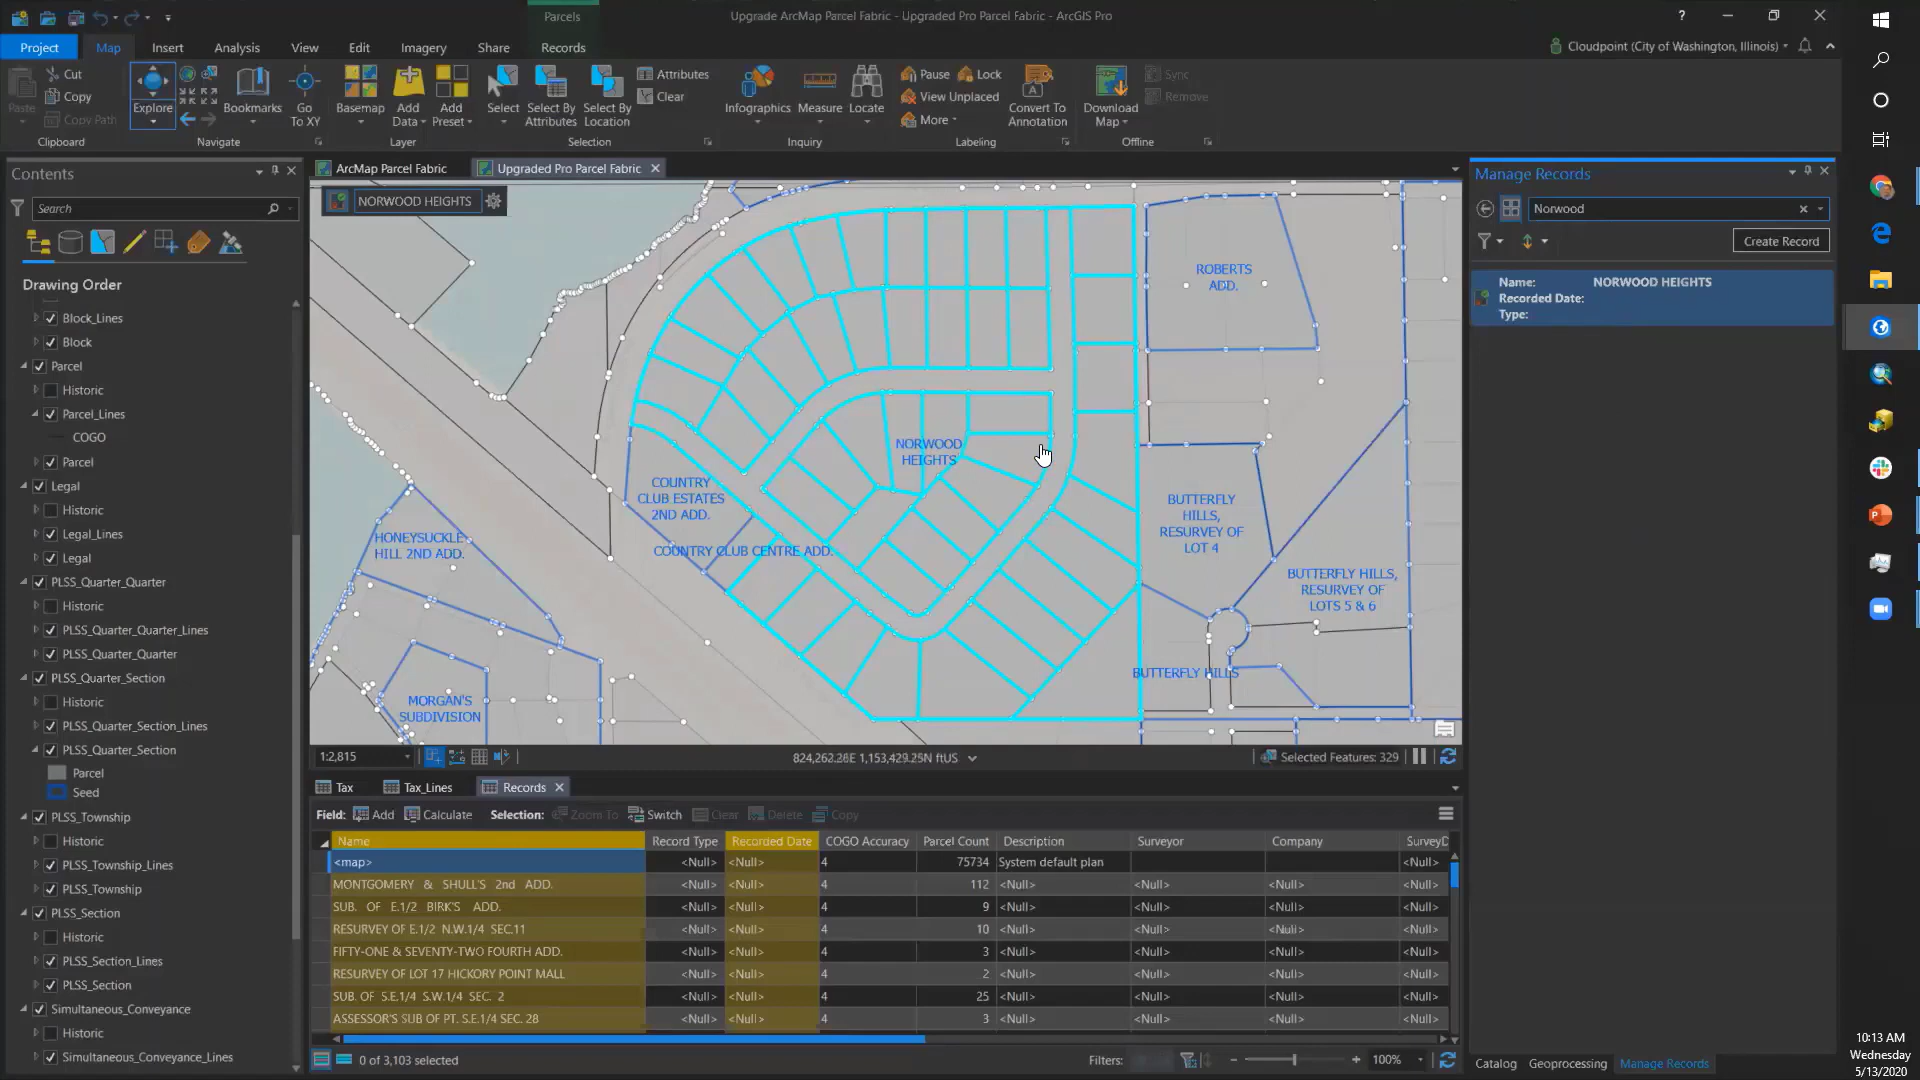 Parcels
Upgrade ArcMap Parcel Fabric - Upgraded Pro Parcel Fabric - ArcGIS Pro
Project
Map
Insert
Analysis
View
Edit
Imagery
Share
Records
Cloudpoint (City of Washington, Illinois)
Paste
Cut
Copy
Copy Path
Clipboard
Explore
Bookmarks
Go
To XY
Navigate
Basemap
Add
Data
Add
Preset
Layer
Select
Select By
Attributes
Select By
Location
Attributes
Clear
Selection
Infographics
Measure
Locate
Inquiry
Pause
Lock
View Unplaced
More
Convert To
Annotation
Labeling
Download
Map
Sync
Remove
Offline
Contents
Search
Drawing Order
Block_Lines
Block
Parcel
Historic
Parcel_Lines
COGO
Parcel
Legal
Historic
Legal_Lines
Legal
PLSS_Quarter_Quarter
Historic
PLSS_Quarter_Quarter_Lines
PLSS_Quarter_Quarter
PLSS_Quarter_Section
Historic
PLSS_Quarter_Section_Lines
PLSS_Quarter_Section
Parcel
Seed
PLSS_Township
Historic
PLSS_Township_Lines
PLSS_Township
PLSS_Section
Historic
PLSS_Section_Lines
PLSS_Section
Simultaneous_Conveyance
Historic
Simultaneous_Conveyance_Lines
ArcMap Parcel Fabric
Upgraded Pro Parcel Fabric
NORWOOD HEIGHTS
ROBERTS
ADD.
NORWOOD
HEIGHTS
COUNTRY
CLUB ESTATES
2ND ADD.
COUNTRY CLUB CENTRE ADD.
HONEYSUCKLE
HILL 2ND ADD.
BUTTERFLY
HILLS,
RESURVEY OF
LOT 4
BUTTERFLY HILLS,
RESURVEY OF
LOTS 5 & 6
BUTTERFLY HILLS
MORGAN'S
SUBDIVISION
1:2,815
824,262.26E 1,153,429.25N ftUS
Selected Features: 329
Tax
Tax_Lines
Records
Field:
Add
Calculate
Selection:
Zoom To
Switch
Clear
Delete
Copy
Name
Record Type
Recorded Date
COGO Accuracy
Parcel Count
Description
Surveyor
Company
SurveyD
<map> <Null> <Null> 4 75734 System default plan <Null>
MONTGOMERY & SHULL'S 2nd ADD. <Null> <Null> 4 112 <Null> <Null> <Null> <Null>
SUB. OF E.1/2 BIRK'S ADD. <Null> <Null> 4 9 <Null> <Null> <Null> <Null>
RESURVEY OF E.1/2 N.W.1/4 SEC.11 <Null> <Null> 4 10 <Null> <Null> <Null> <Null>
FIFTY-ONE & SEVENTY-TWO FOURTH ADD. <Null> <Null> 4 3 <Null> <Null> <Null> <Null>
RESURVEY OF LOT 17 HICKORY POINT MALL <Null> <Null> 4 2 <Null> <Null> <Null> <Null>
SUB. OF S.E.1/4 S.W.1/4 SEC. 2 <Null> <Null> 4 25 <Null> <Null> <Null> <Null>
ASSESSOR'S SUB OF PT. S.E.1/4 SEC. 28 <Null> <Null> 4 3 <Null> <Null> <Null> <Null>
0 of 3,103 selected
Filters:
100%
Manage Records
Norwood
Create Record
Name: NORWOOD HEIGHTS
Recorded Date:
Type:
Catalog
Geoprocessing
Manage Records
10:13 AM
Wednesday
5/13/2020